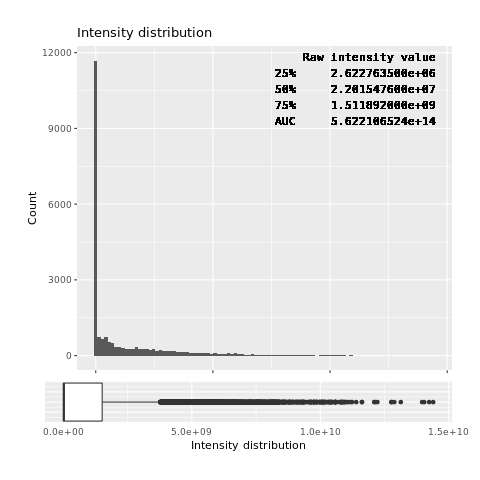 Intensity distribution
12000
9000
6000
3000
0
Count
Raw intensity value
25% 2.622763500e+06
50% 2.201547600e+07
75% 1.511892000e+09
AUC 5.622106524e+14
0.0e+00 5.0e+09 1.0e+10 1.5e+10
Intensity distribution